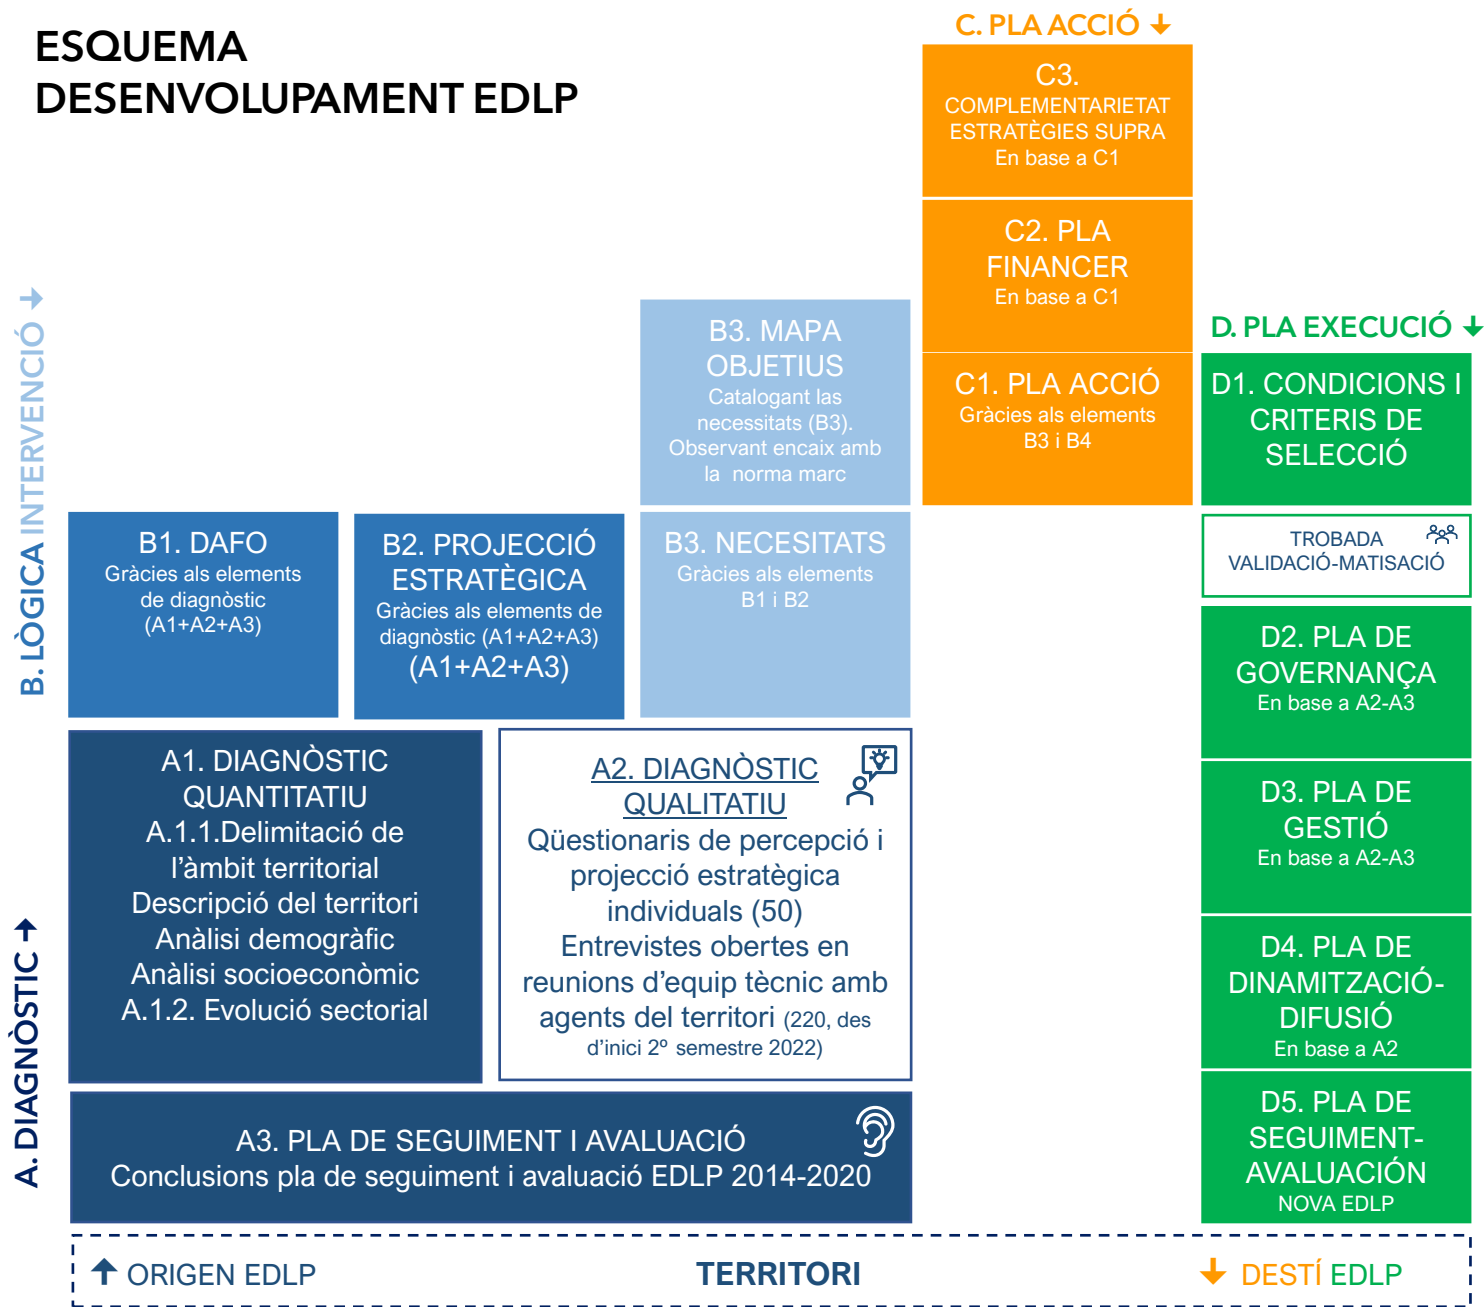 ESQUEMA
DESENVOLUPAMENT EDLP
C. PLA ACCIÓ
C3.
COMPLEMENTARIETAT
ESTRATÈGIES SUPRA
En base a C1
C2. PLA
FINANCER
En base a C1
C1. PLA ACCIÓ
Gràcies als elements
B3 i B4
D. PLA EXECUCIÓ
D1. CONDICIONS I
CRITERIS DE
SELECCIÓ
TROBADA
VALIDACIÓ-MATISACIÓ
D2. PLA DE
GOVERNANÇA
En base a A2-A3
D3. PLA DE
GESTIÓ
En base a A2-A3
D4. PLA DE
DINAMITZACIÓ-
DIFUSIÓ
En base a A2
D5. PLA DE
SEGUIMENT-
AVALUACIÓN
NOVA EDLP
B. LÒGICA INTERVENCIÓ
B3. MAPA
OBJETIUS
Catalogant las
necessitats (B3).
Observant encaix amb
la norma marc
B1. DAFO
Gràcies als elements
de diagnòstic
(A1+A2+A3)
B2. PROJECCIÓ
ESTRATÈGICA
Gràcies als elements de
diagnòstic (A1+A2+A3)
(A1+A2+A3)
B3. NECESITATS
Gràcies als elements
B1 i B2
A. DIAGNÒSTIC
A1. DIAGNÒSTIC
QUANTITATIU
A.1.1.Delimitació de
l’àmbit territorial
Descripció del territori
Anàlisi demogràfic
Anàlisi socioeconòmic
A.1.2. Evolució sectorial
A2. DIAGNÒSTIC
QUALITATIU
Qüestionaris de percepció i
projecció estratègica
individuals (50)
Entrevistes obertes en
reunions d’equip tècnic amb
agents del territori (220, des
d’inici 2º semestre 2022)
A3. PLA DE SEGUIMENT I AVALUACIÓ
Conclusions pla de seguiment i avaluació EDLP 2014-2020
ORIGEN EDLP
TERRITORI
DESTÍ EDLP